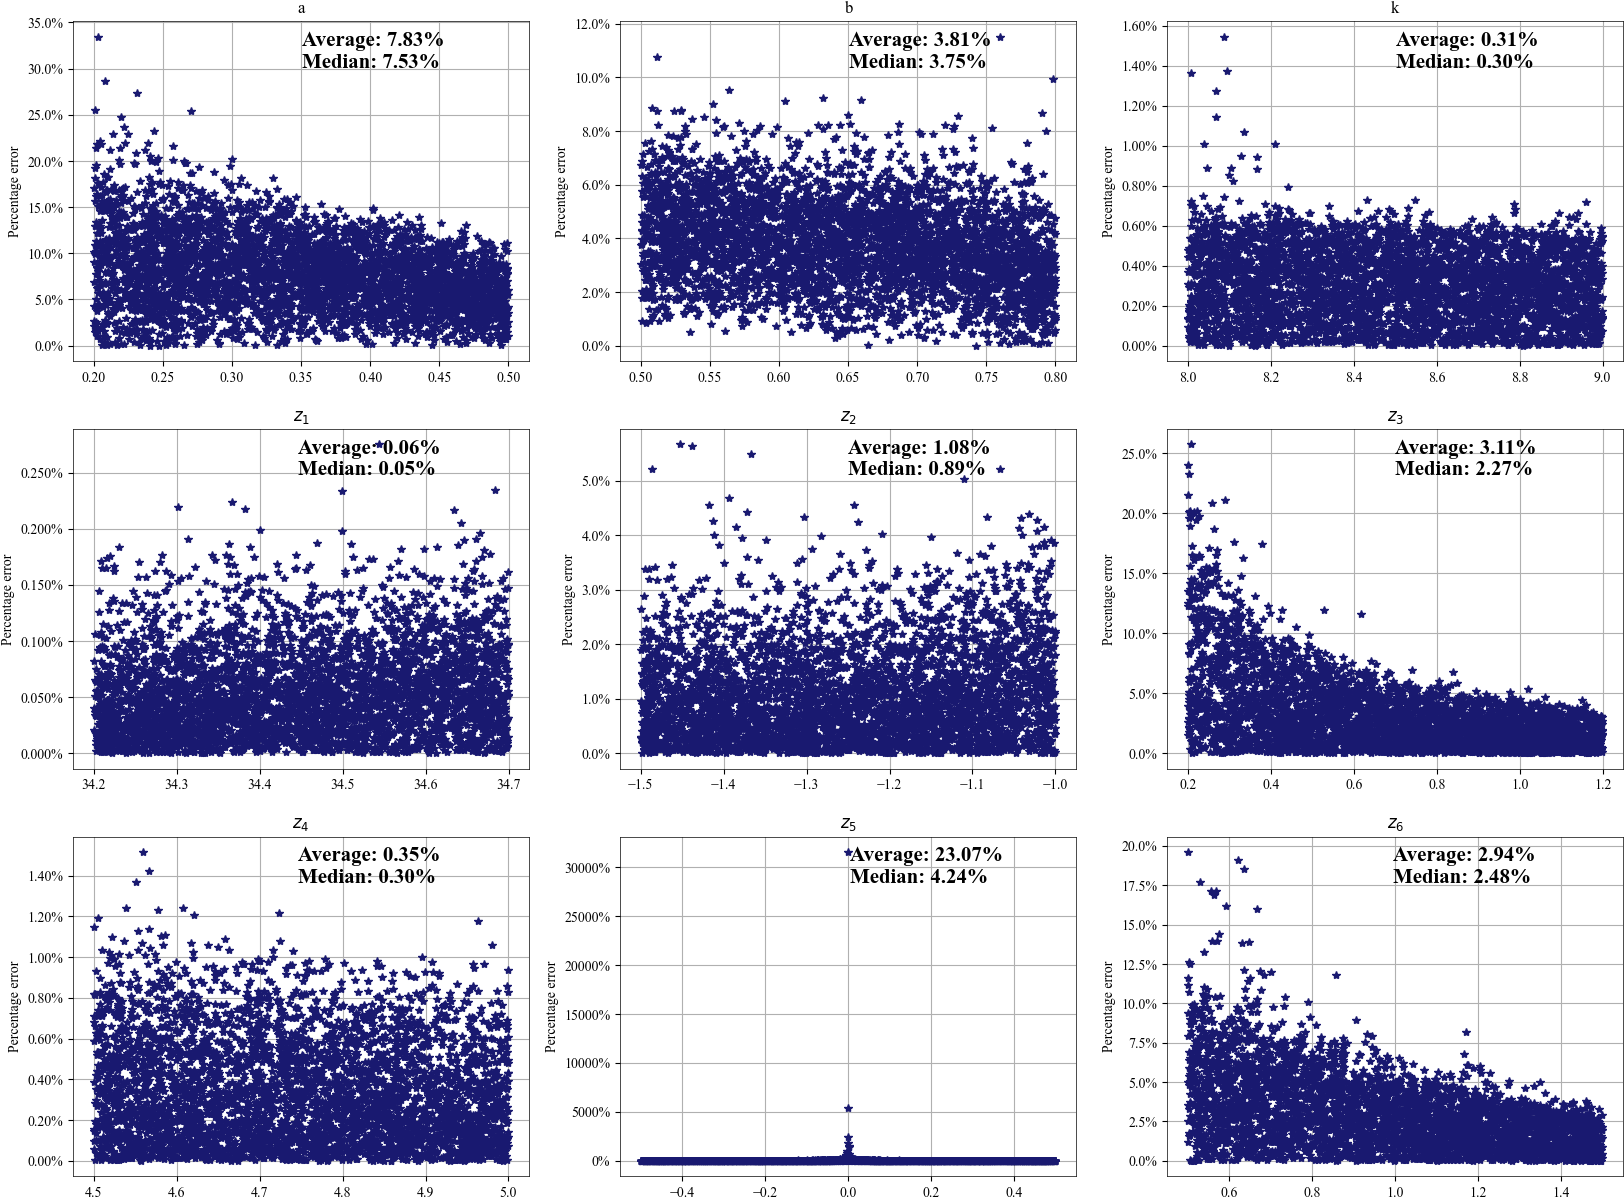 a
35.0%
30.0%
25.0%
20.0%
15.0%
10.0%
5.0%
0.0%
Percentage error
Average: 7.83%
Median: 7.53%
0.20 0.25 0.30 0.35 0.40 0.45 0.50
b
12.0%
10.0%
8.0%
6.0%
4.0%
2.0%
0.0%
Percentage error
Average: 3.81%
Median: 3.75%
0.50 0.55 0.60 0.65 0.70 0.75 0.80
k
1.60%
1.40%
1.20%
1.00%
0.80%
0.60%
0.40%
0.20%
0.00%
Percentage error
Average: 0.31%
Median: 0.30%
8.0 8.2 8.4 8.6 8.8 9.0
z1
0.250%
0.200%
0.150%
0.100%
0.050%
0.000%
Percentage error
Average: 0.06%
Median: 0.05%
34.2 34.3 34.4 34.5 34.6 34.7
z2
5.0%
4.0%
3.0%
2.0%
1.0%
0.0%
Percentage error
Average: 1.08%
Median: 0.89%
−1.5 −1.4 −1.3 −1.2 −1.1 −1.0
z3
25.0%
20.0%
15.0%
10.0%
5.0%
0.0%
Percentage error
Average: 3.11%
Median: 2.27%
0.2 0.4 0.6 0.8 1.0 1.2
z4
1.40%
1.20%
1.00%
0.80%
0.60%
0.40%
0.20%
0.00%
Percentage error
Average: 0.35%
Median: 0.30%
4.5 4.6 4.7 4.8 4.9 5.0
z5
30000%
25000%
20000%
15000%
10000%
5000%
0%
Percentage error
Average: 23.07%
Median: 4.24%
−0.4 −0.2 0.0 0.2 0.4
z6
20.0%
17.5%
15.0%
12.5%
10.0%
7.5%
5.0%
2.5%
0.0%
Percentage error
Average: 2.94%
Median: 2.48%
0.6 0.8 1.0 1.2 1.4